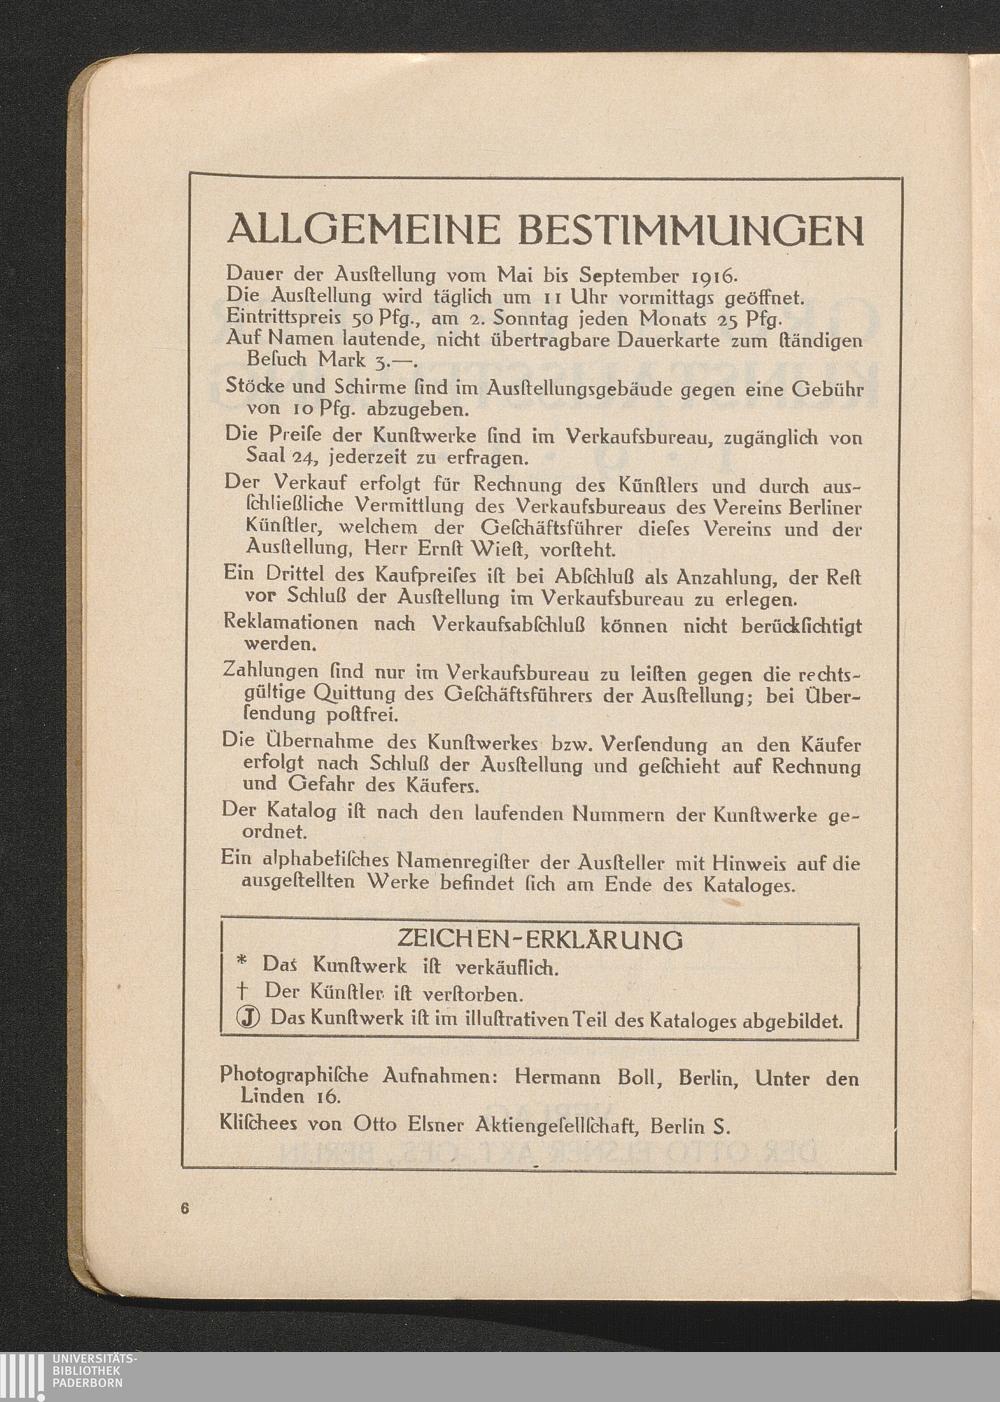 ALLGEMEINE BESTIMMUNGEN
Dauer der Ausſtellung vom Mai bis September 1916.
Die Ausſtellung wird täglich um 11 Uhr vormittags geöffnet.
Eintrittspreis 50 Pfg., am 2. Sonntag jeden Monats 25 Pfg.
Auf Namen lautende, nicht übertragbare Dauerkarte zum ſtändigen
Beſuch Mark 3.—.
Stöcke und Schirme ſind im Ausſtellungsgebäude gegen eine Gebühr
von 10 Pfg. abzugeben.
Die Preiſe der Kunſtwerke ſind im Verkaufsbureau, zugänglich von
Saal 24, jederzeit zu erfragen.
Der Verkauf erfolgt für Rechnung des Künſtlers und durch aus-
ſchließliche Vermittlung des Verkaufsbureaus des Vereins Berliner
Künſtler, welchem der Geſchäftsführer dieſes Vereins und der
Ausſtellung, Herr Ernſt Wieſt, vorſteht.
Ein Drittel des Kaufpreiſes iſt bei Abſchluß als Anzahlung, der Reſt
vor Schluß der Ausſtellung im Verkaufsbureau zu erlegen.
Reklamationen nach Verkaufsabſchluß können nicht berückſichtigt
werden.
Zahlungen ſind nur im Verkaufsbureau zu leiſten gegen die rechts-
gültige Quittung des Geſchäftsführers der Ausſtellung; bei Über-
ſendung poſtfrei.
Die Übernahme des Kunſtwerkes bzw. Verſendung an den Käufer
erfolgt nach Schluß der Ausſtellung und geſchieht auf Rechnung
und Gefahr des Käufers.
Der Katalog iſt nach den laufenden Nummern der Kunſtwerke ge-
ordnet.
Ein alphabetiſches Namenregiſter der Ausſteller mit Hinweis auf die
ausgeſtellten Werke befindet ſich am Ende des Kataloges.
ZEICHEN-ERKLÄRUNG
* Das Kunſtwerk iſt verkäuflich.
† Der Künſtler iſt verſtorben.
Ⓙ Das Kunſtwerk iſt im illuſtrativen Teil des Kataloges abgebildet.
Photographiſche Aufnahmen: Hermann Boll, Berlin, Unter den
Linden 16.
Kliſchees von Otto Elsner Aktiengeſellſchaft, Berlin S.
6
UNIVERSITÄTS-
BIBLIOTHEK
PADERBORN